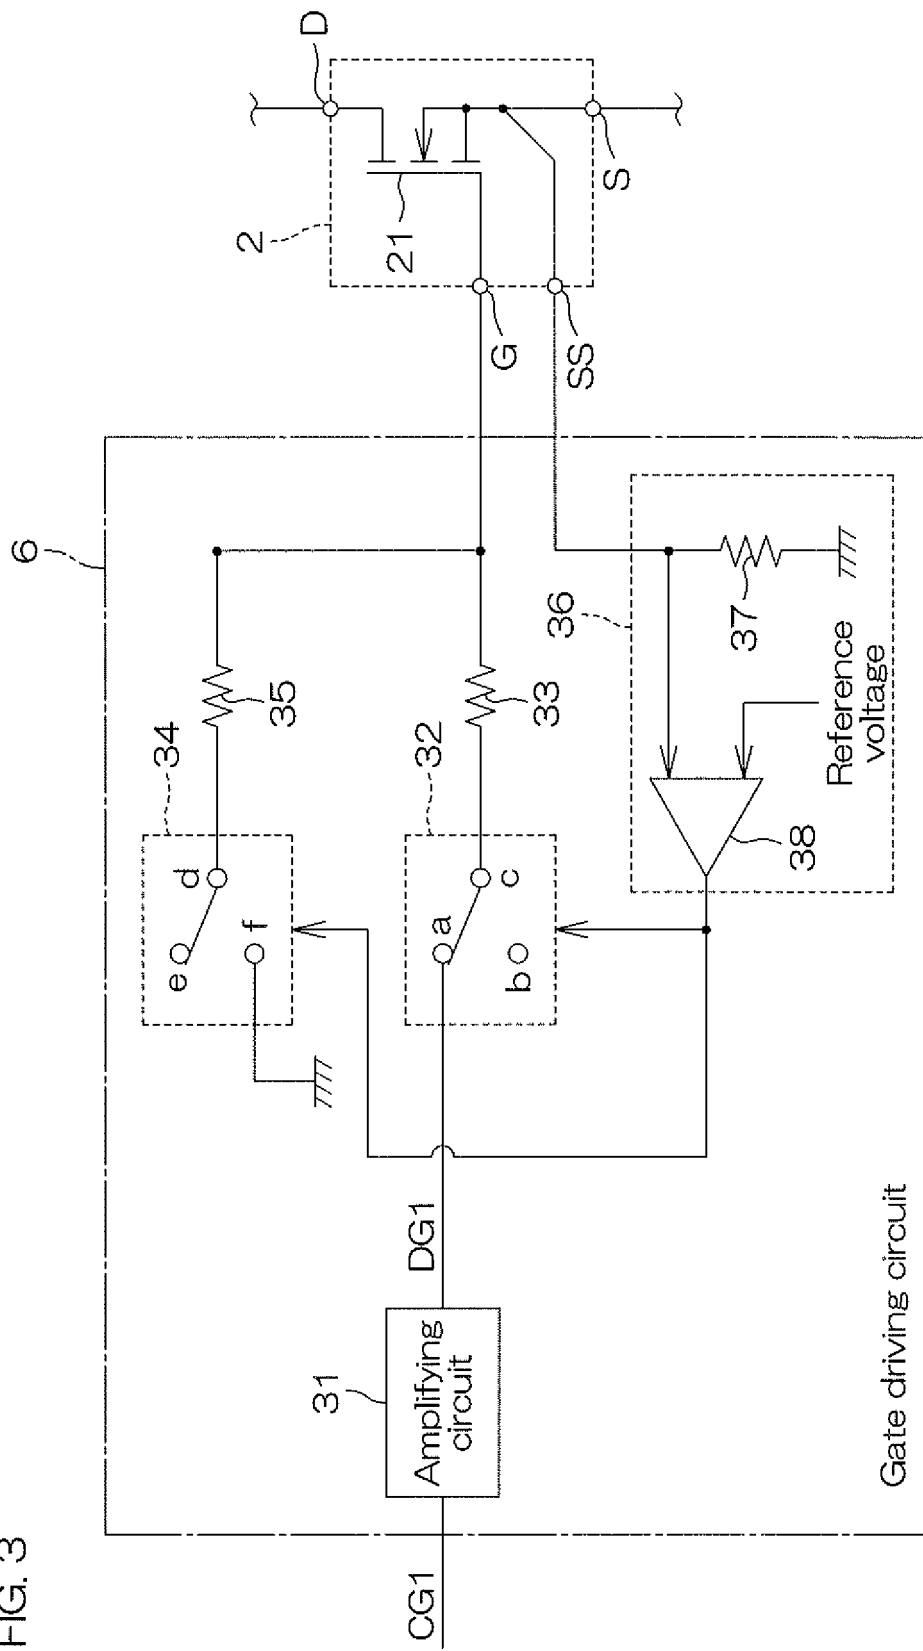 FIG. 3
6
2
D
34
35
21
e
d
f
G
SS
S
32
33
36
37
CG1
31
Amplifying
circuit
DG1
a
b
c
38
Reference
voltage
Gate driving circuit